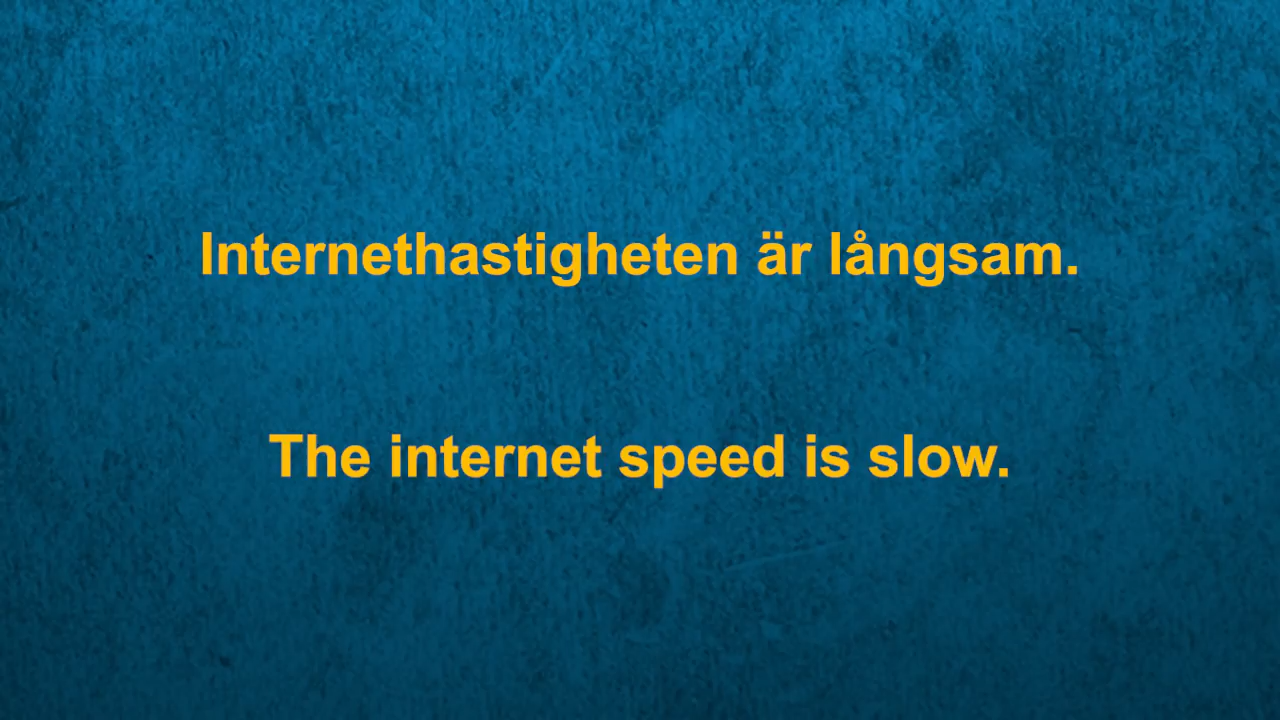 Internethastigheten är långsam.
The internet speed is slow.